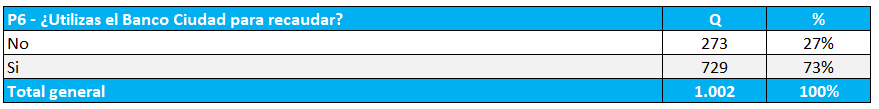 P6 - ¿Utilizas el Banco Ciudad para recaudar? Q %
No 273 27%
Si 729 73%
Total general 1.002 100%